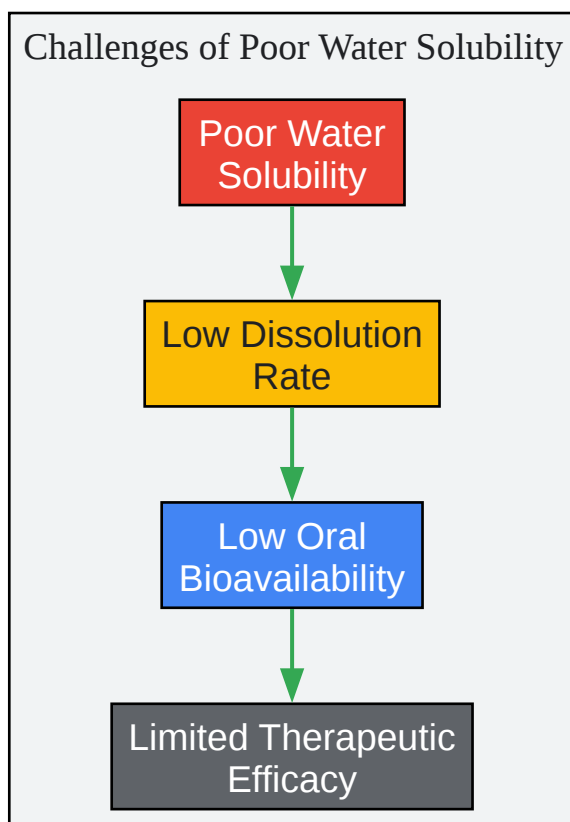 Challenges of Poor Water Solubility
Poor Water
Solubility
Low Dissolution
Rate
Low Oral
Bioavailability
Limited Therapeutic
Efficacy